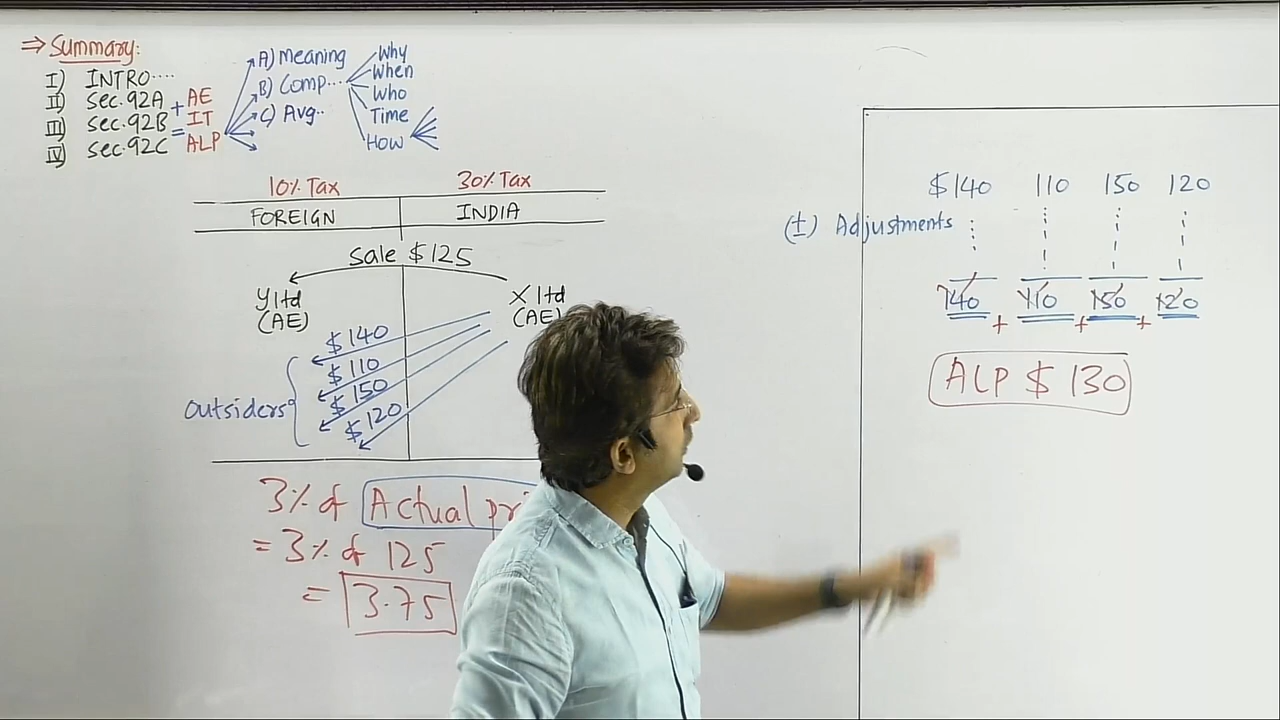 ⇒ Summary:
I) INTRO....
II) Sec.92A + AE
III) Sec.92B = IT
IV) Sec.92C ALP
A) Meaning
B) Comp...
C) Avg..
Why
When
Who
Time
How
10% Tax 30% Tax
FOREIGN INDIA
Sale $125
Y ltd X ltd
(AE) (AE)
$140
$110
$150
$120
Outsiders
3% of Actual pri
= 3% of 125
= 3.75
$140 110 150 120
(±) Adjustments
140 + 110 + 150 + 120
ALP $ 130